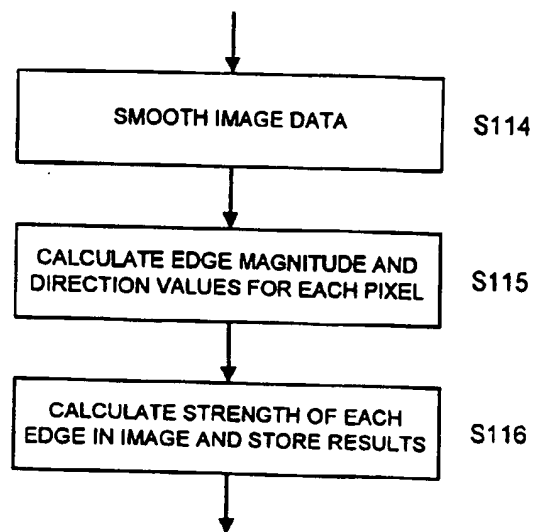 SMOOTH IMAGE DATA
S114
CALCULATE EDGE MAGNITUDE AND
DIRECTION VALUES FOR EACH PIXEL
S115
CALCULATE STRENGTH OF EACH
EDGE IN IMAGE AND STORE RESULTS
S116